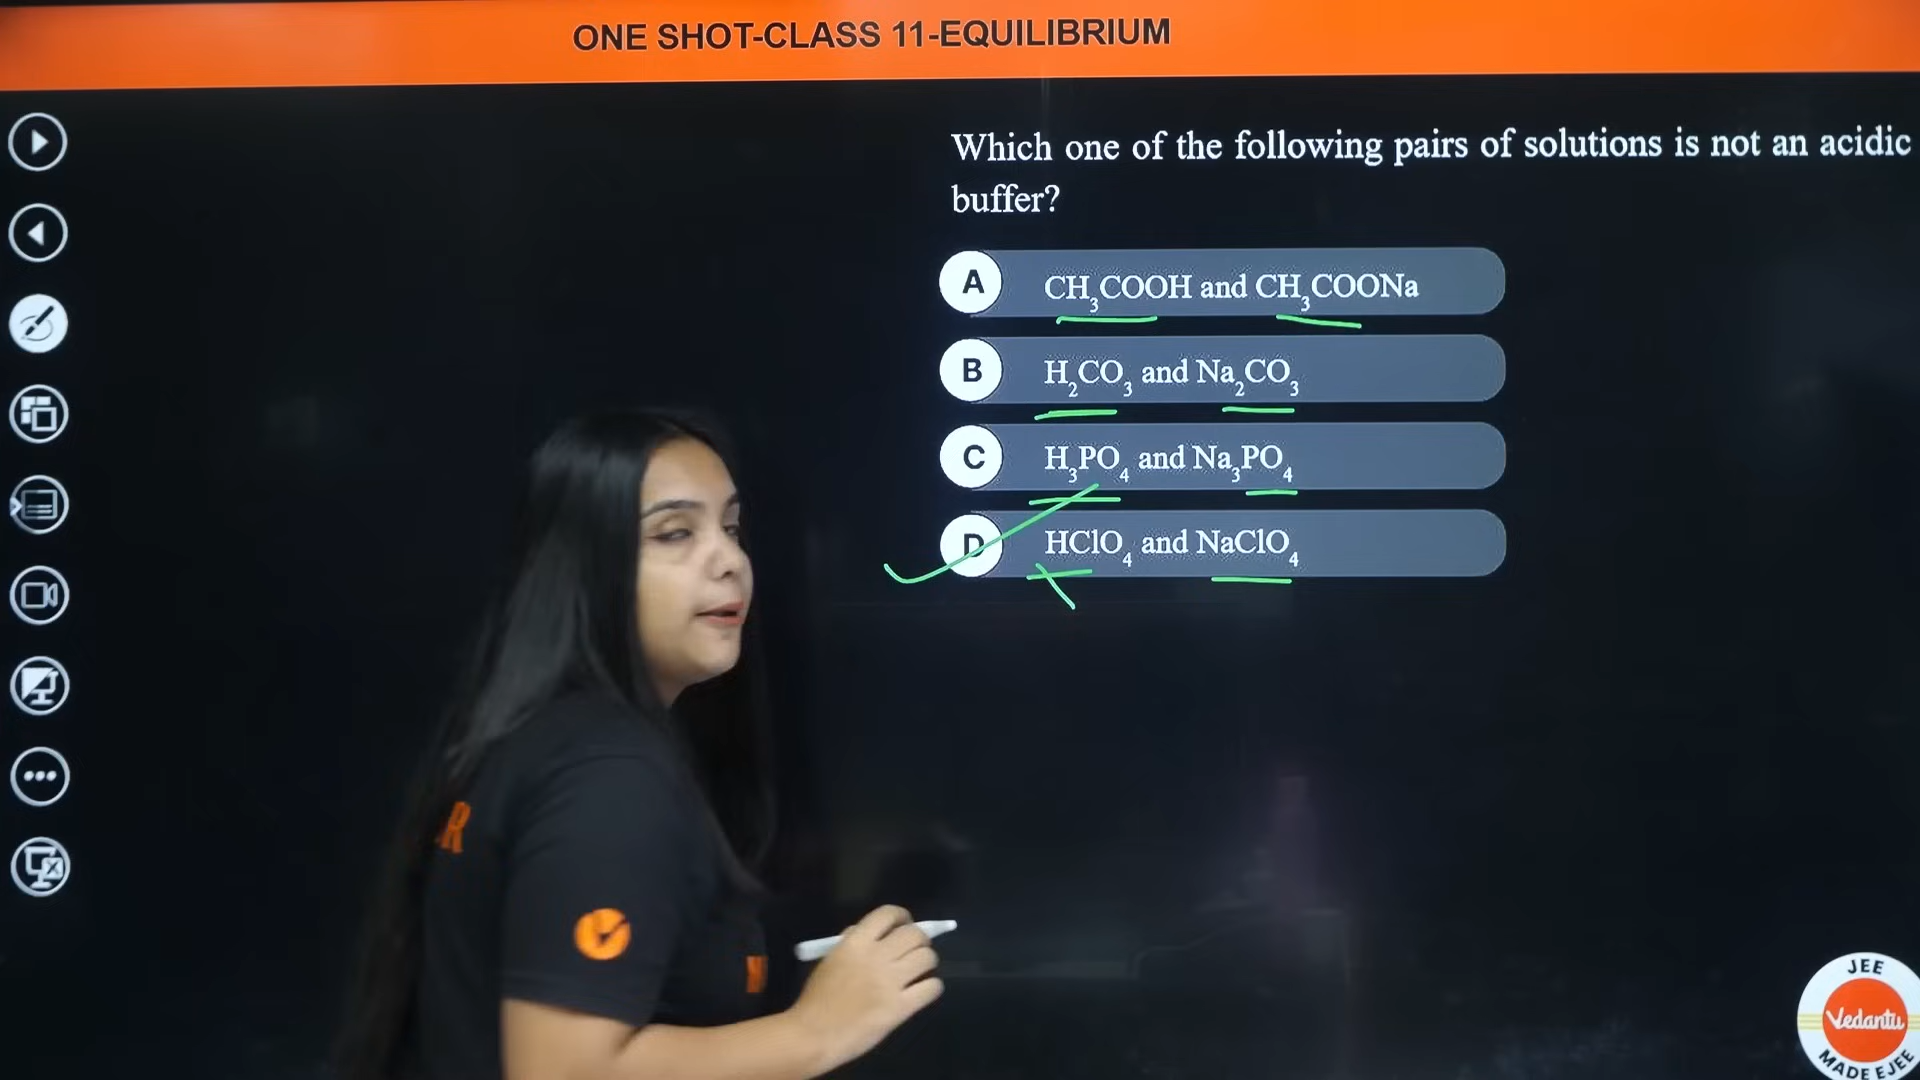 ONE SHOT-CLASS 11-EQUILIBRIUM
Which one of the following pairs of solutions is not an acidic
buffer?
A CH₃COOH and CH₃COONa
B H₂CO₃ and Na₂CO₃
C H₃PO₄ and Na₃PO₄
D HClO₄ and NaClO₄
R
JEE
Vedantu
MADE EJEE